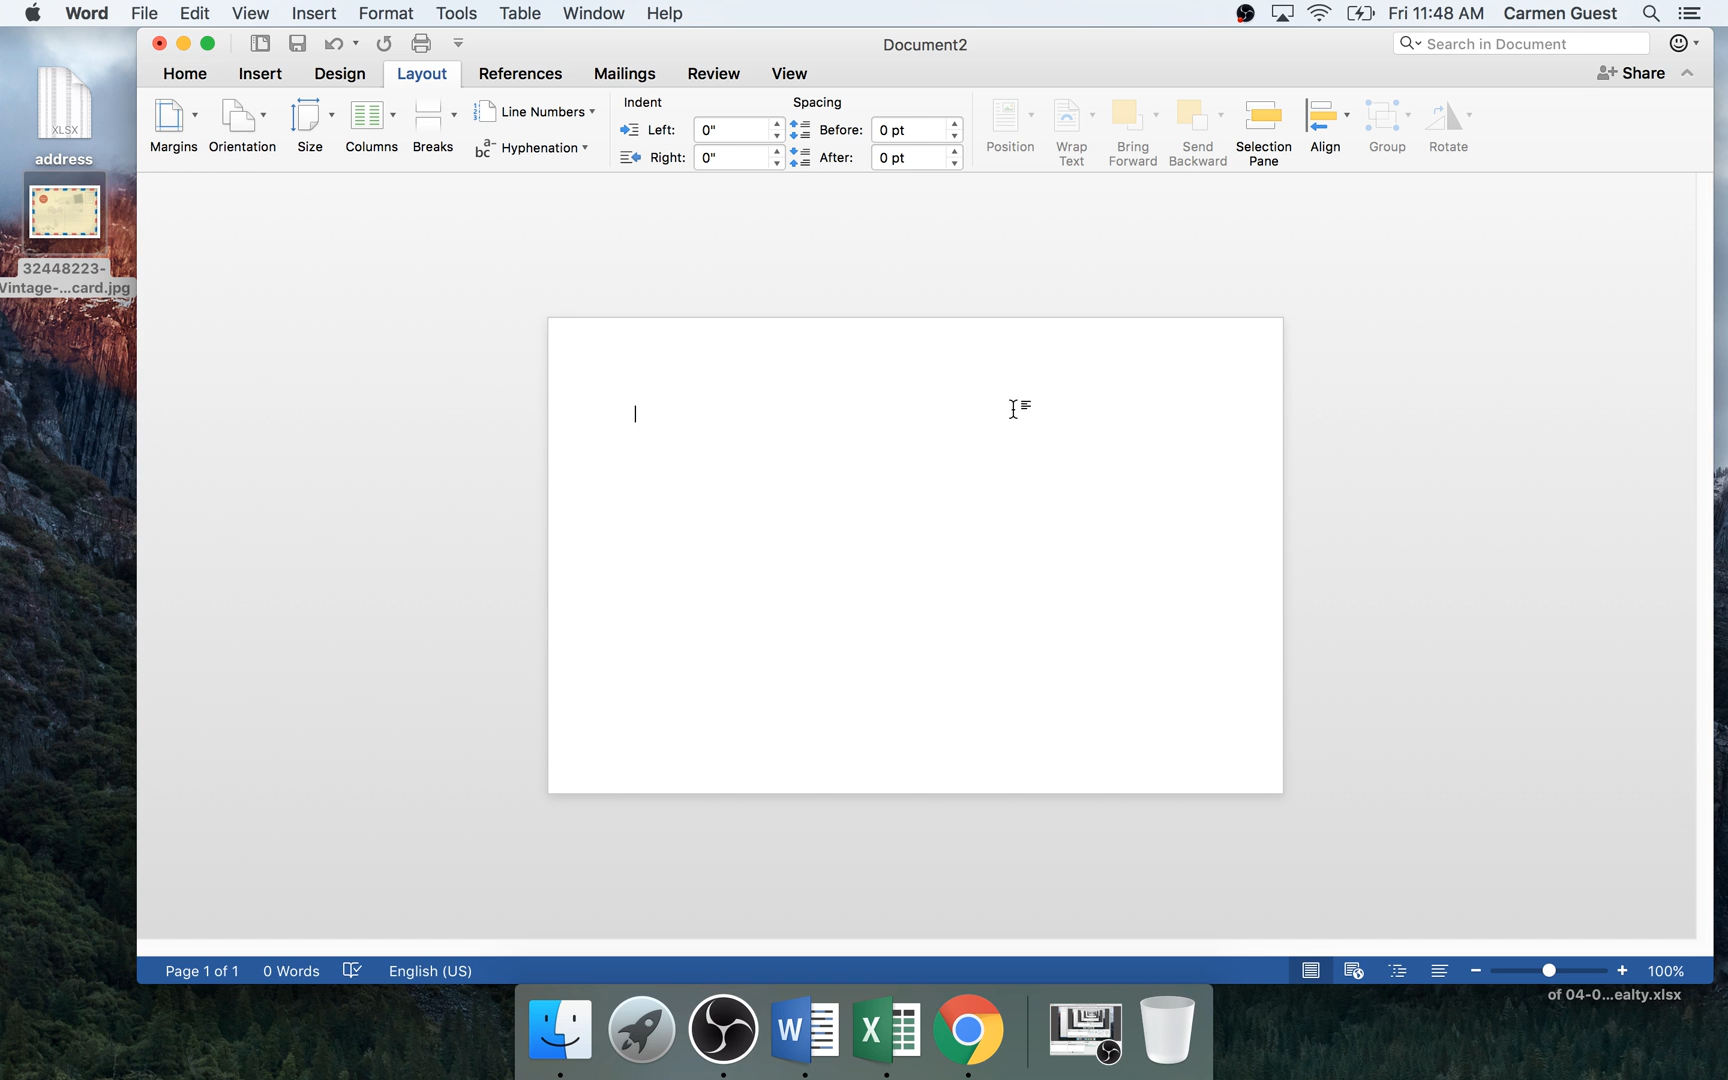 Word File Edit View Insert Format Tools Table Window Help Fri 11:48 AM Carmen Guest
Document2
Search in Document
Home Insert Design Layout References Mailings Review View Share
Margins Orientation Size Columns Breaks
Line Numbers
Hyphenation
Indent Spacing
Left: 0" Before: 0 pt
Right: 0" After: 0 pt
Position
Wrap
Text
Bring
Forward
Send
Backward
Selection
Pane
Align Group Rotate
XLSX
address
32448223-
Vintage-...card.jpg
Page 1 of 1 0 Words English (US) 100%
of 04-0...ealty.xlsx